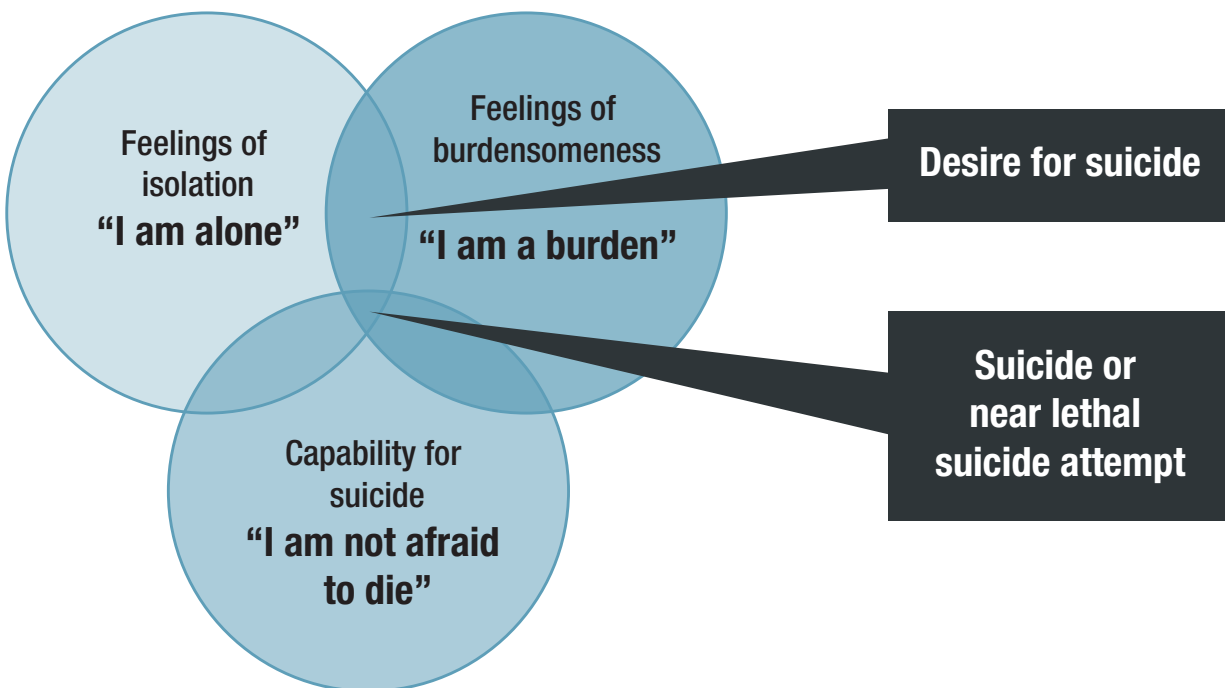 Feelings of
isolation
“I am alone”
Feelings of
burdensomeness
“I am a burden”
Capability for
suicide
“I am not afraid
to die”
Desire for suicide
Suicide or
near lethal
suicide attempt